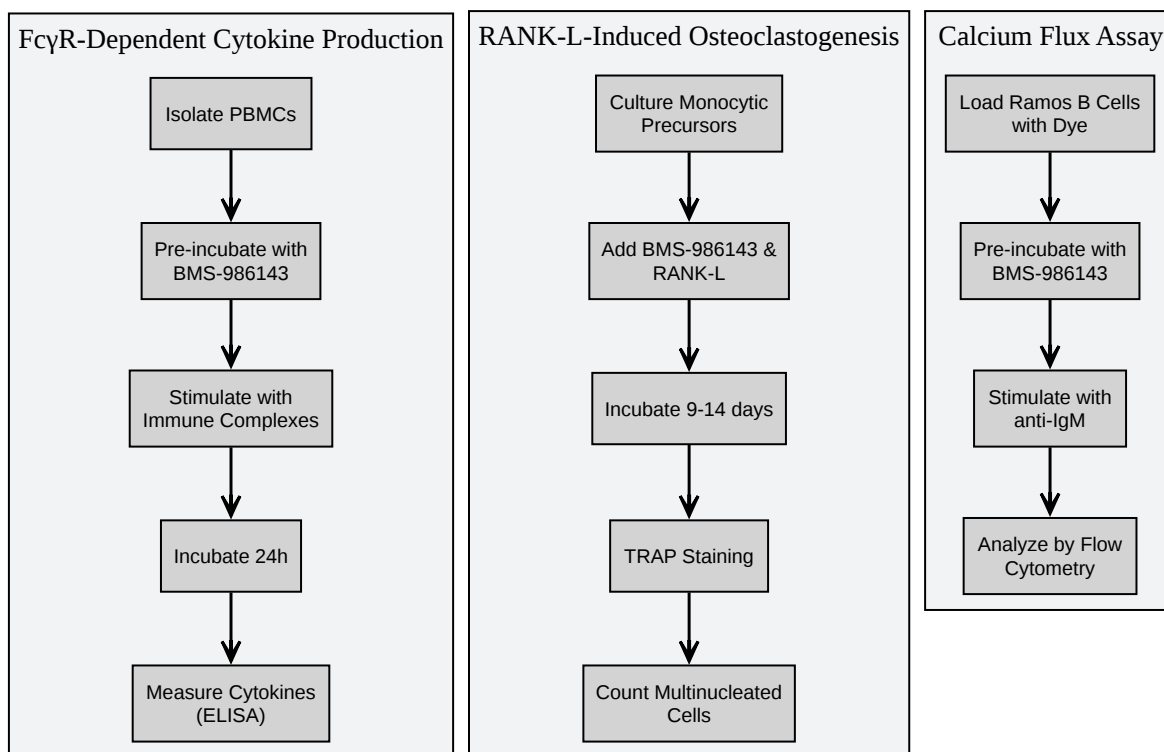 FcγR-Dependent Cytokine Production
Isolate PBMCs
Pre-incubate with
BMS-986143
Stimulate with
Immune Complexes
Incubate 24h
Measure Cytokines
(ELISA)
RANK-L-Induced Osteoclastogenesis
Culture Monocytic
Precursors
Add BMS-986143 &
RANK-L
Incubate 9-14 days
TRAP Staining
Count Multinucleated
Cells
Calcium Flux Assay
Load Ramos B Cells
with Dye
Pre-incubate with
BMS-986143
Stimulate with
anti-IgM
Analyze by Flow
Cytometry